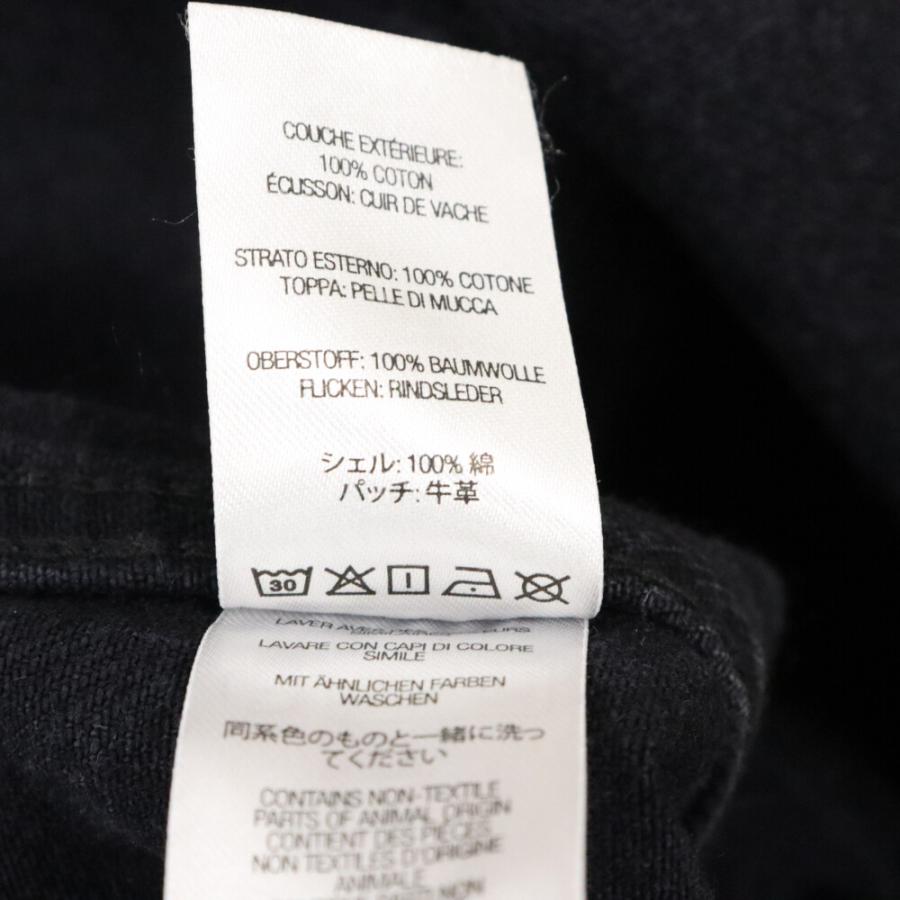 COUCHE EXTÉRIEURE:
100% COTON
ÉCUSSON: CUIR DE VACHE
STRATO ESTERNO: 100% COTONE
TOPPA: PELLE DI MUCCA
OBERSTOFF: 100% BAUMWOLLE
FLICKEN: RINDSLEDER
シェル: 100% 綿
パッチ: 牛革
30
LAVER
LAVARE CON CAPI DI COLORE
SIMILE
MIT ÄHNLICHEN FARBEN
WASCHEN
同系色のものと一緒に洗っ
てください
CONTAINS NON-TEXTILE
PARTS OF ANIMAL ORIGIN
CONTIENT DES PIÈCES
NON TEXTILES D'ORIGINE
ANIMALE